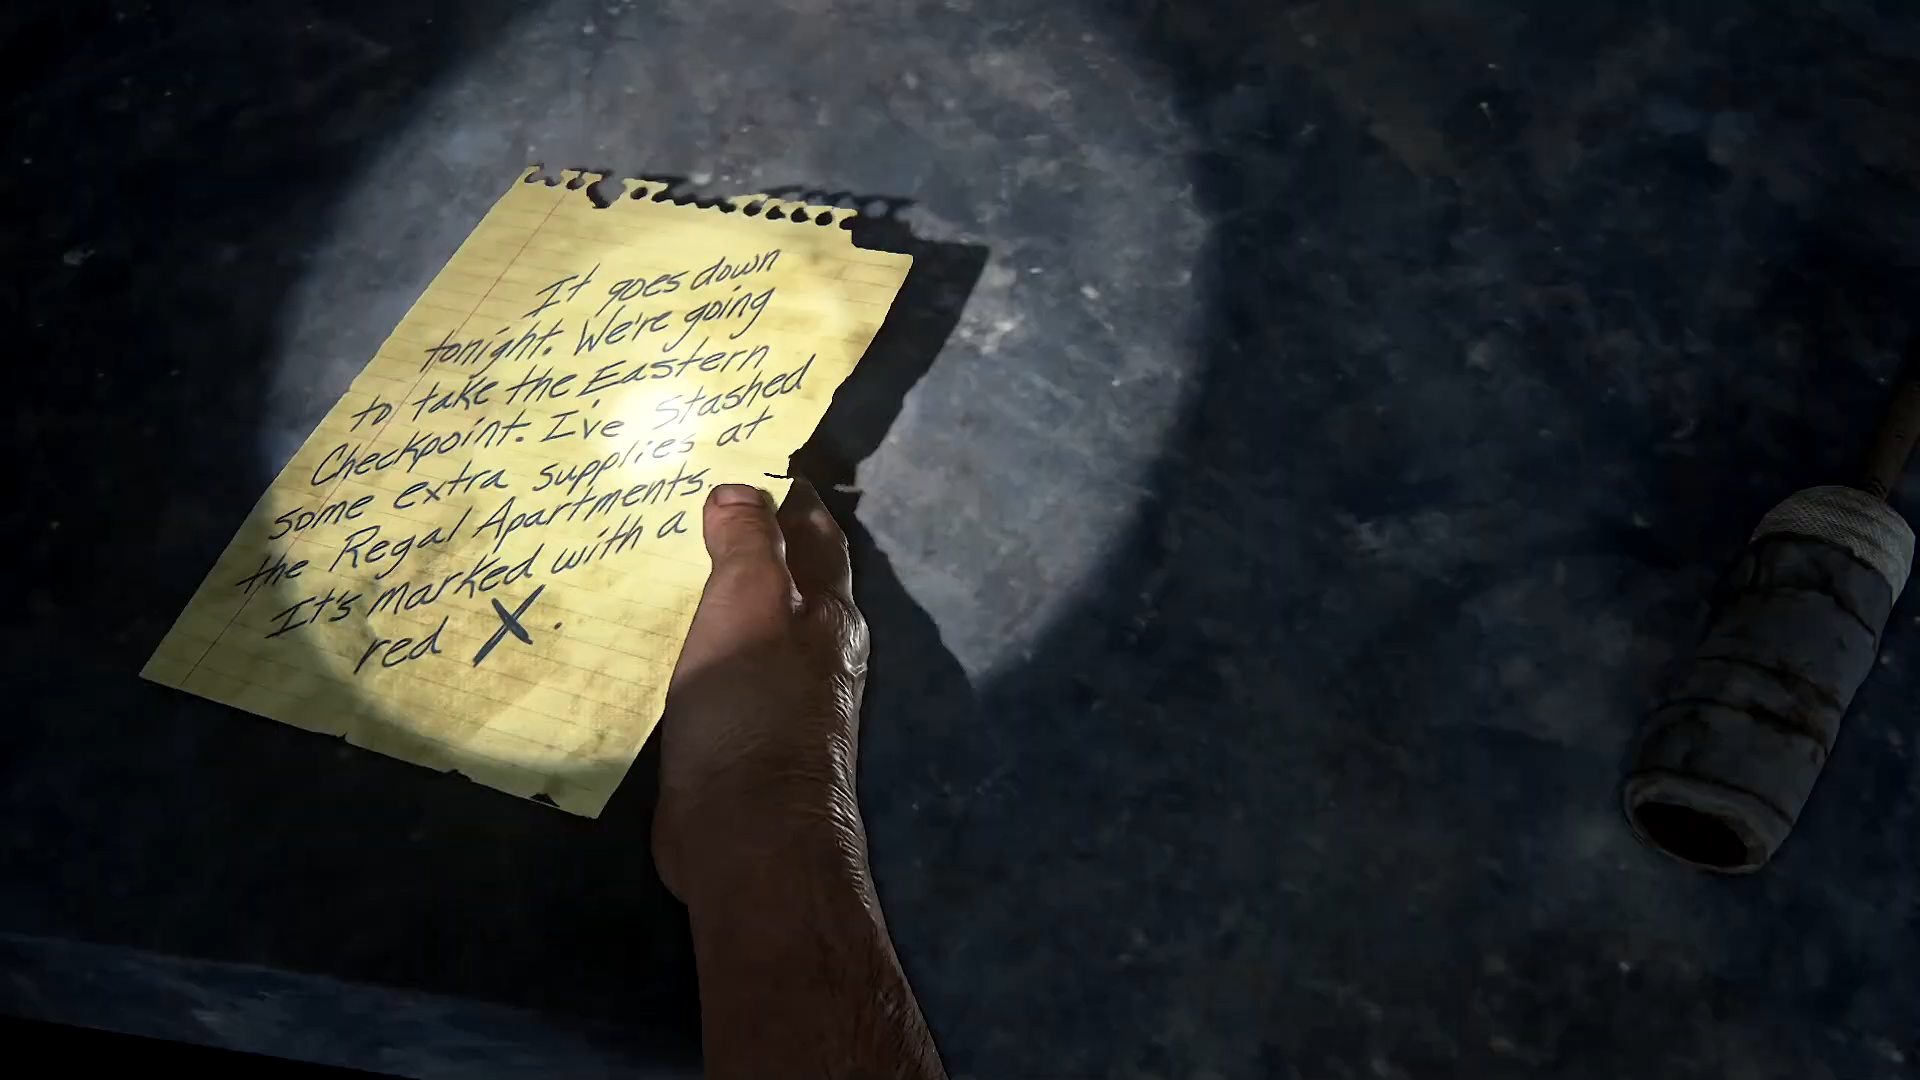 It goes down
tonight. We're going
to take the Eastern
Checkpoint. I've stashed
some extra supplies at
the Regal Apartments.
It's marked with a
red X.